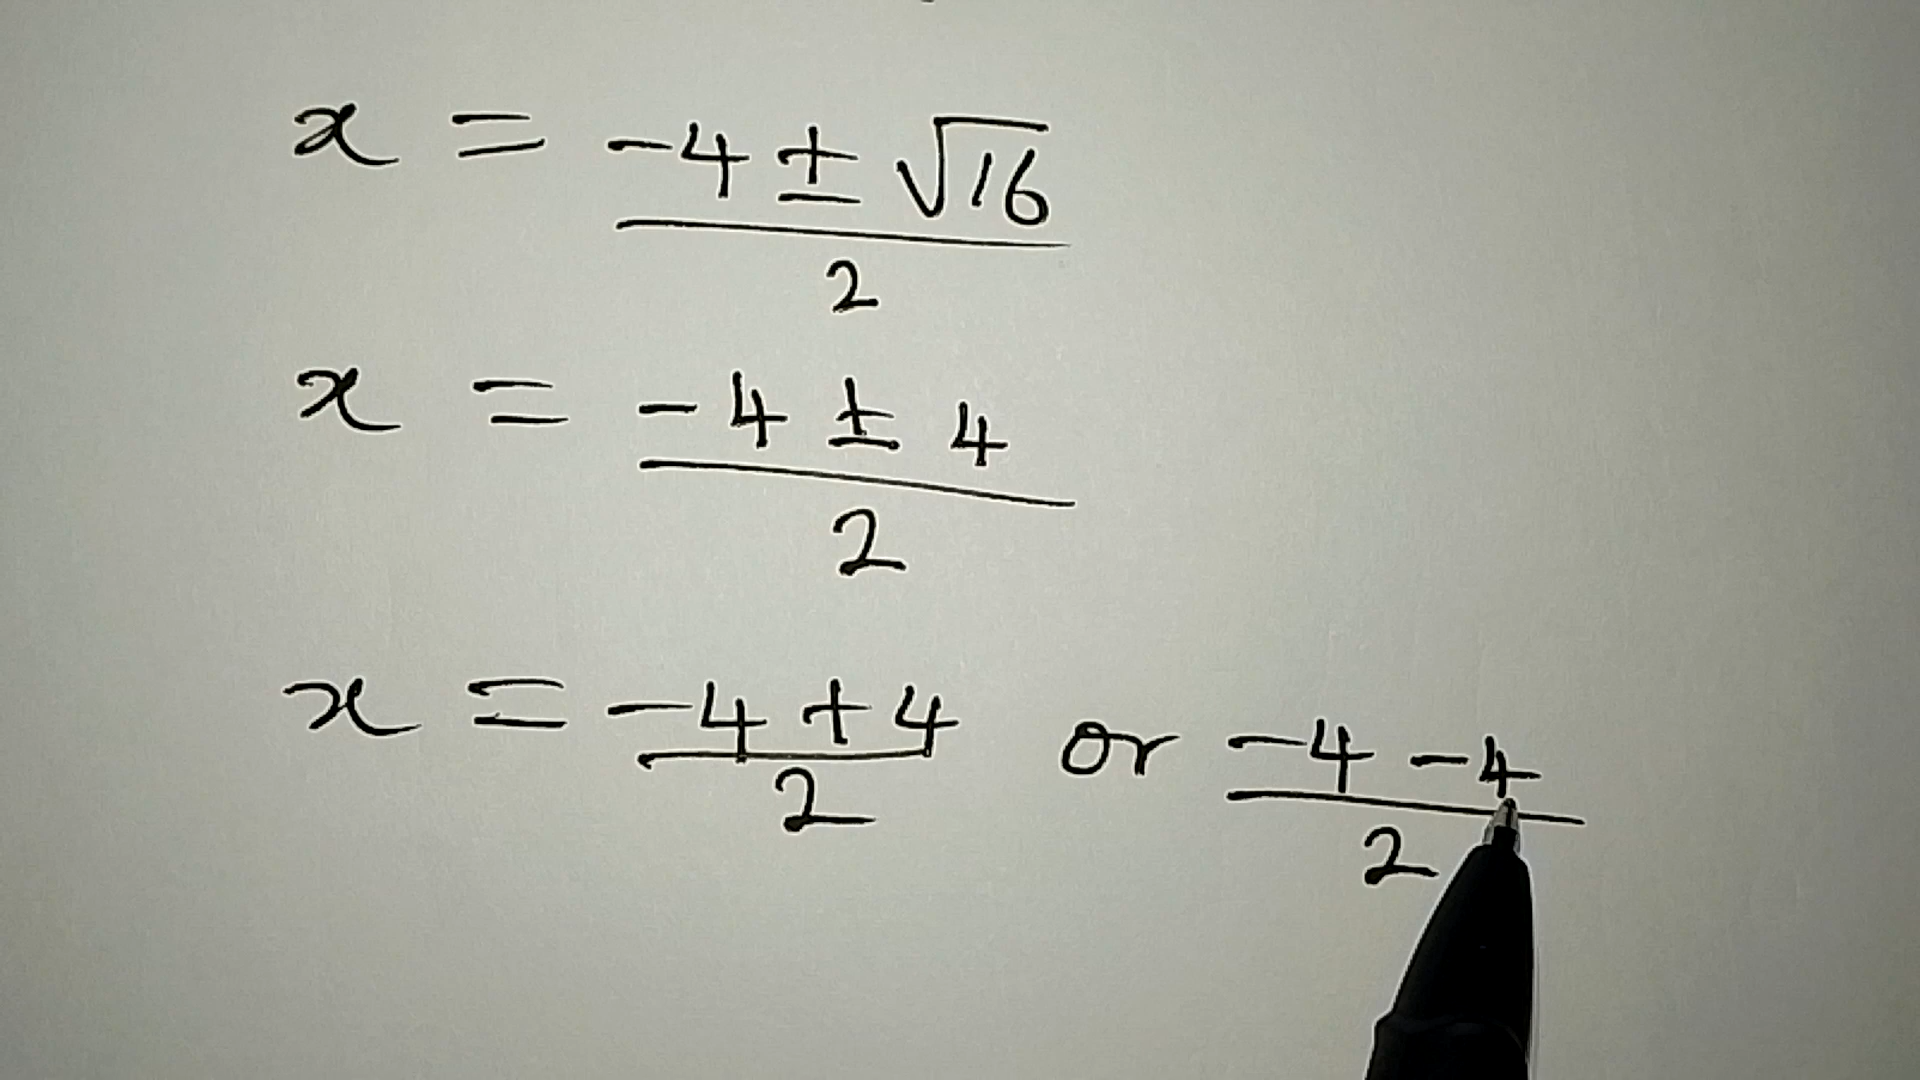 x = -4 ± √16
2
x = -4 ± 4
2
x = -4 + 4 or -4 - 4
2 2